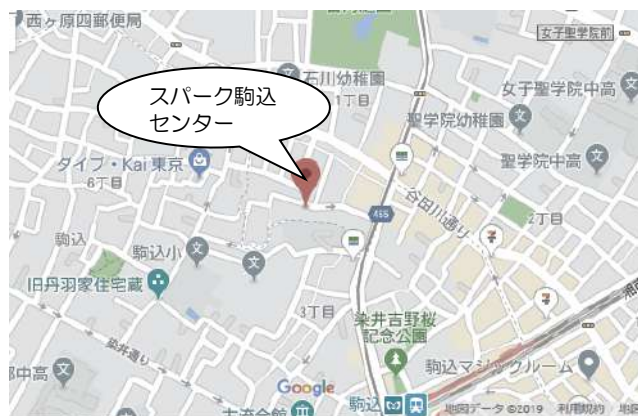 西ヶ原四郵便局
女子聖学院前
石川幼稚園
スパーク駒込
センター
1丁目
女子聖学院中高
聖学院幼稚園
タイプ・Kai 東京
聖学院中高
6丁目
谷田川通り
455
2丁目
駒込
駒込小
旧丹羽家住宅蔵
3丁目
染井吉野桜
記念公園
染井通り
駒込マジックルーム
Google
駒込
地図データ ©2019
利用規約